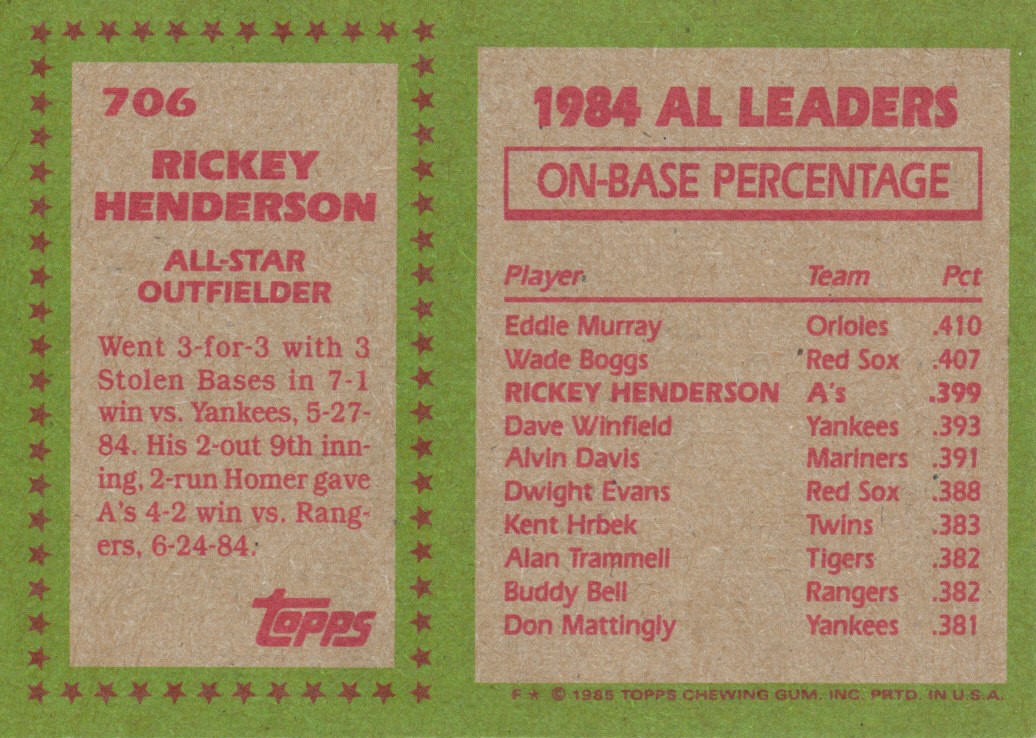 706
RICKEY
HENDERSON
ALL-STAR
OUTFIELDER
Went 3-for-3 with 3
Stolen Bases in 7-1
win vs. Yankees, 5-27-
84. His 2-out 9th inn-
ing, 2-run Homer gave
A's 4-2 win vs. Rang-
ers, 6-24-84.
topps
1984 AL LEADERS
ON-BASE PERCENTAGE
Player Team Pct
Eddie Murray Orioles .410
Wade Boggs Red Sox .407
RICKEY HENDERSON A's .399
Dave Winfield Yankees .393
Alvin Davis Mariners .391
Dwight Evans Red Sox .388
Kent Hrbek Twins .383
Alan Trammell Tigers .382
Buddy Bell Rangers .382
Don Mattingly Yankees .381
F ★ © 1985 TOPPS CHEWING GUM, INC. PRTD. IN U.S.A.